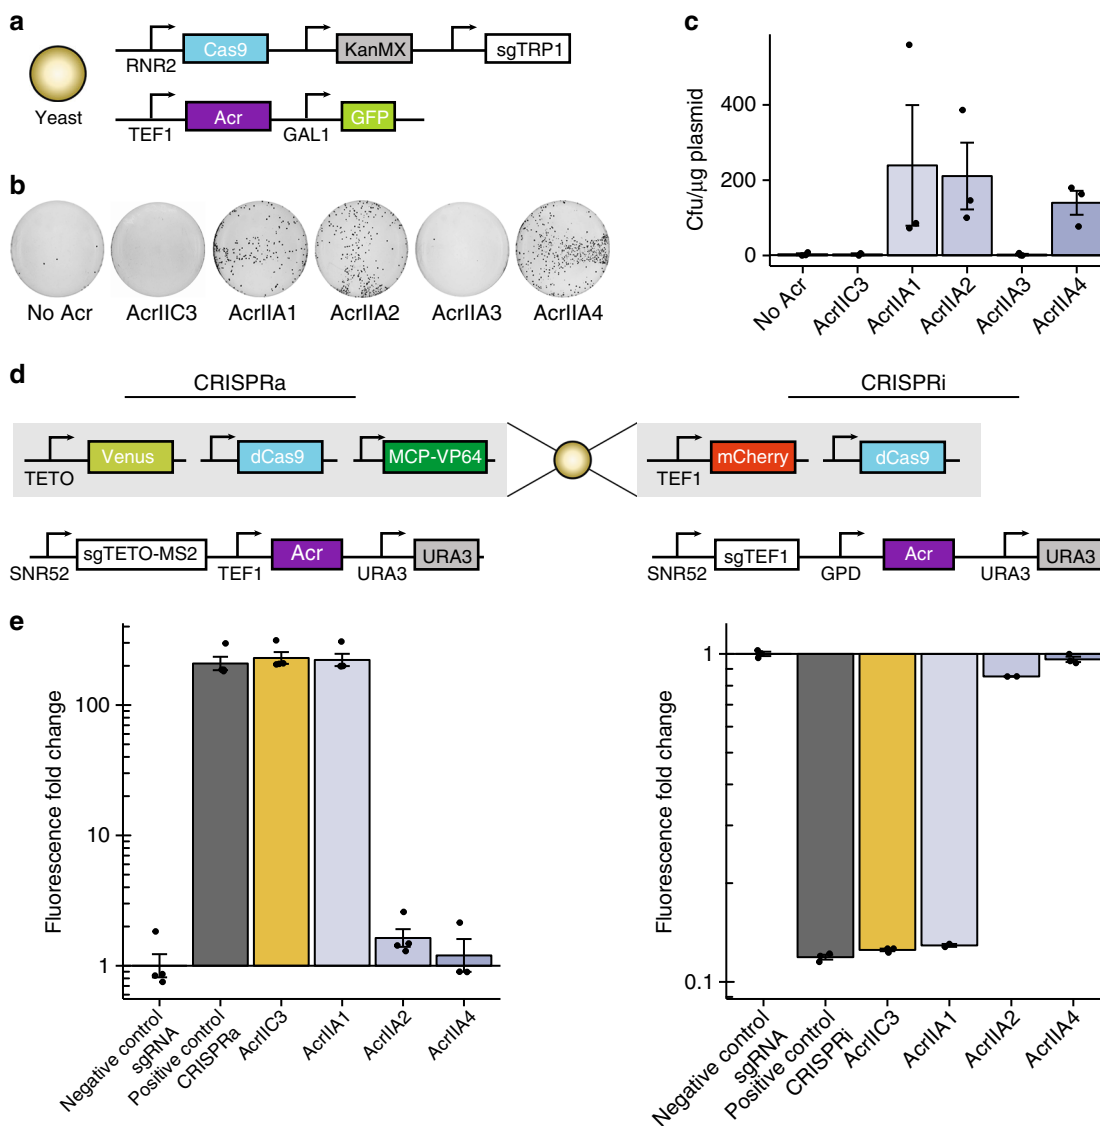 a
Yeast
RNR2
Cas9
KanMX
sgTRP1
TEF1
Acr
GAL1
GFP
b
No Acr
AcrIIC3
AcrIIA1
AcrIIA2
AcrIIA3
AcrIIA4
c
Cfu/μg plasmid
400
200
0
No Acr
AcrIIC3
AcrIIA1
AcrIIA2
AcrIIA3
AcrIIA4
d
CRISPRa
CRISPRi
TETO
Venus
dCas9
MCP-VP64
TEF1
mCherry
dCas9
SNR52
sgTETO-MS2
TEF1
Acr
URA3
URA3
SNR52
sgTEF1
GPD
Acr
URA3
URA3
e
Fluorescence fold change
100
10
1
Negative control
sgRNA
Positive control
CRISPRa
AcrIIC3
AcrIIA1
AcrIIA2
AcrIIA4
Fluorescence fold change
1
0.1
Negative control
sgRNA
Positive control
CRISPRi
AcrIIC3
AcrIIA1
AcrIIA2
AcrIIA4